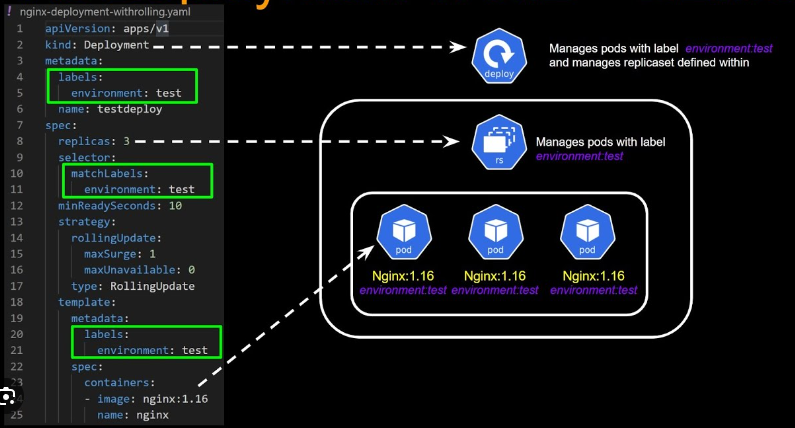 ! nginx-deployment-withrolling.yaml
1 apiVersion: apps/v1
2 kind: Deployment
3 metadata:
4 labels:
5 environment: test
6 name: testdeploy
7 spec:
8 replicas: 3
9 selector:
10 matchLabels:
11 environment: test
12 minReadySeconds: 10
13 strategy:
14 rollingUpdate:
15 maxSurge: 1
16 maxUnavailable: 0
17 type: RollingUpdate
18 template:
19 metadata:
20 labels:
21 environment: test
22 spec:
23 containers:
- image: nginx:1.16
25 name: nginx
deploy
Manages pods with label environment:test
and manages replicaset defined within
rs
Manages pods with label
environment:test
pod pod pod
Nginx:1.16 Nginx:1.16 Nginx:1.16
environment:test environment:test environment:test